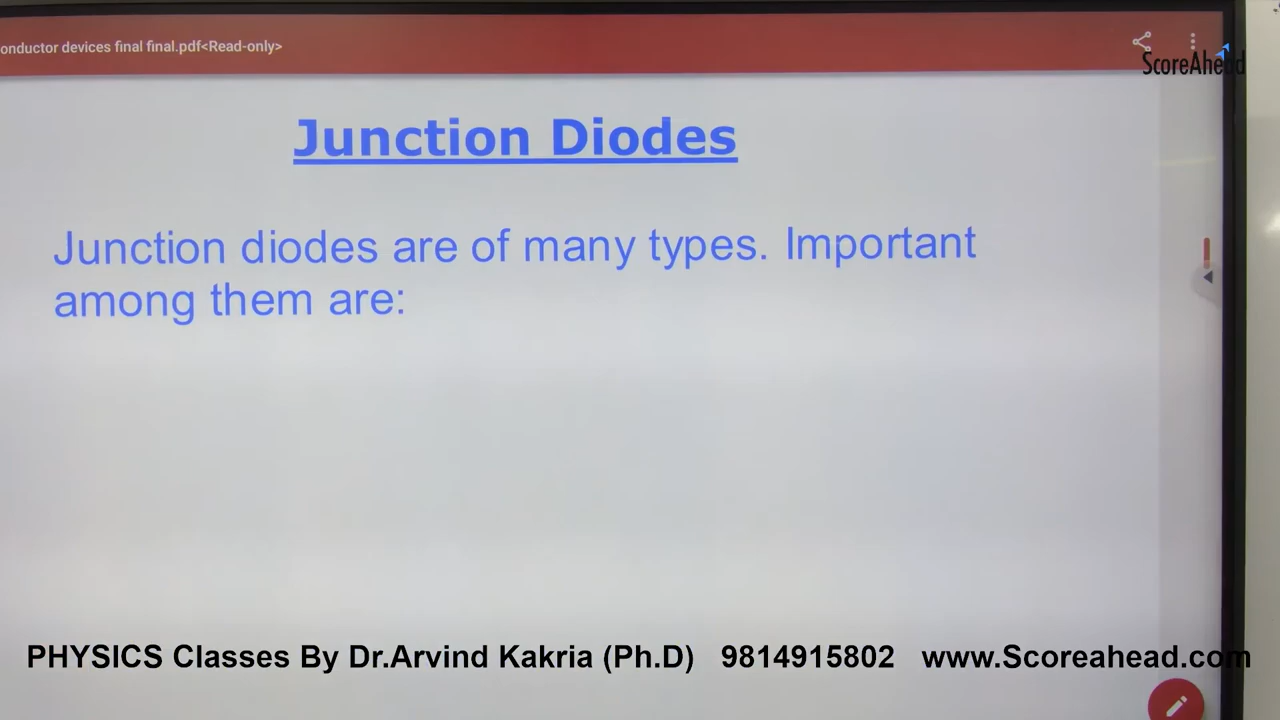 onductor devices final final.pdf<Read-only>
ScoreAhead
Junction Diodes
Junction diodes are of many types. Important
among them are:
PHYSICS Classes By Dr.Arvind Kakria (Ph.D) 9814915802 www.Scoreahead.com